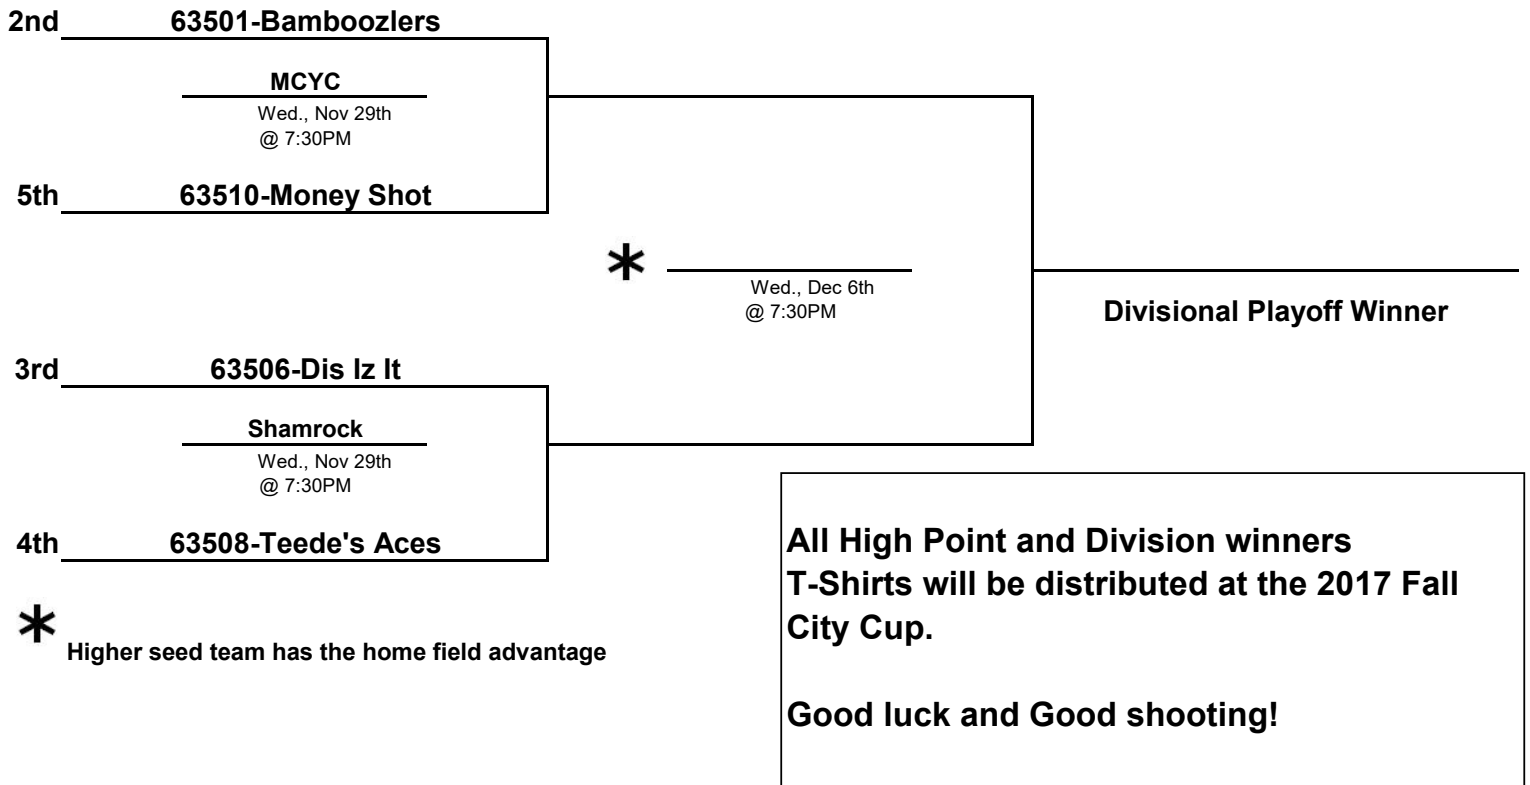 2nd 63501-Bamboozlers
MCYC
Wed., Nov 29th
@ 7:30PM
5th 63510-Money Shot
*
Wed., Dec 6th
@ 7:30PM
Divisional Playoff Winner
3rd 63506-Dis Iz It
Shamrock
Wed., Nov 29th
@ 7:30PM
4th 63508-Teede's Aces
* Higher seed team has the home field advantage
All High Point and Division winners
T-Shirts will be distributed at the 2017 Fall
City Cup.
Good luck and Good shooting!